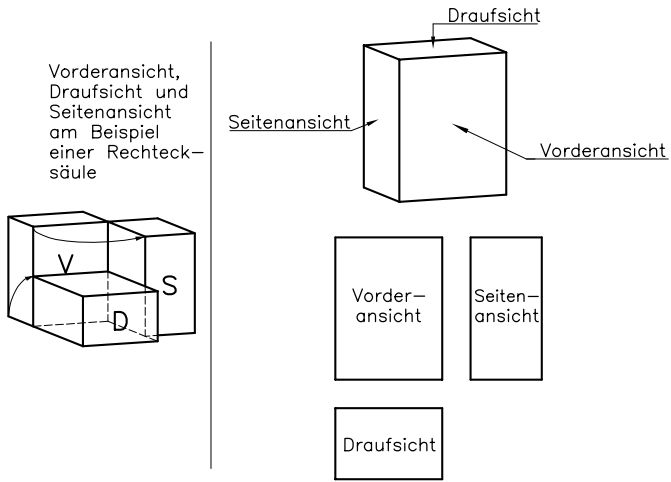 Vorderansicht,
Draufsicht und
Seitenansicht
am Beispiel
einer Rechteck–
säule
V
S
D
Draufsicht
Seitenansicht
Vorderansicht
Vorder–
ansicht
Seiten–
ansicht
Draufsicht